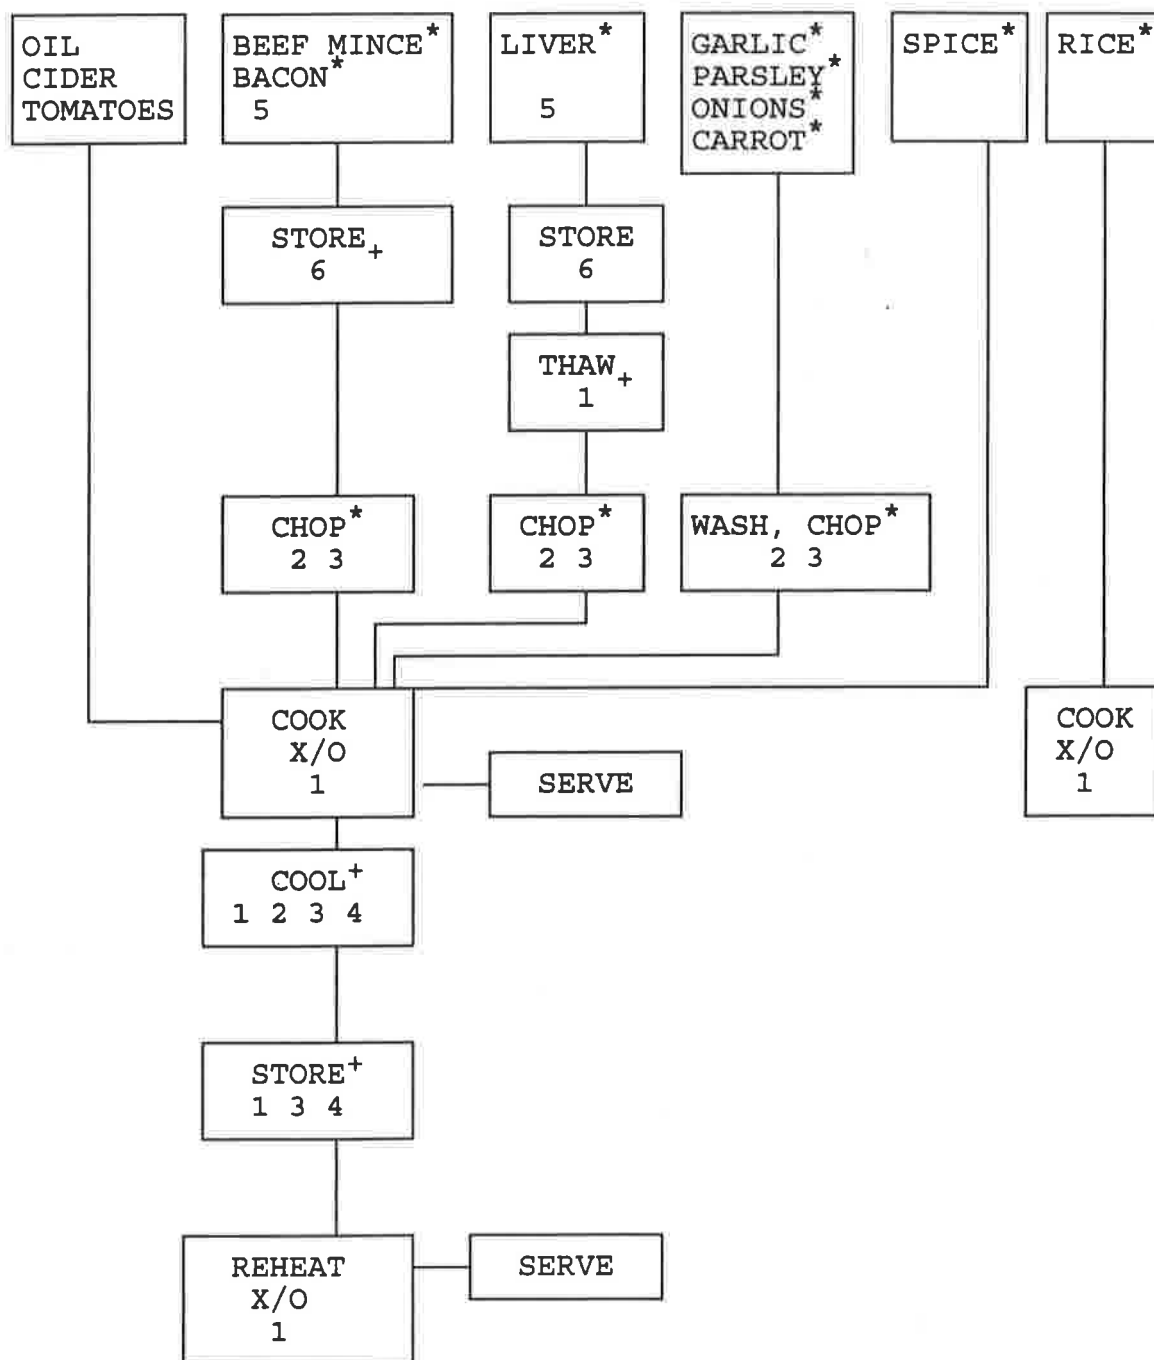 OIL
CIDER
TOMATOES
BEEF MINCE*
BACON*
5
LIVER*
5
GARLIC*
PARSLEY*
ONIONS*
CARROT*
SPICE*
RICE*
STORE+
6
STORE
6
THAW+
1
CHOP*
2 3
CHOP*
2 3
WASH, CHOP*
2 3
COOK
X/O
1
SERVE
COOK
X/O
1
COOL+
1 2 3 4
STORE+
1 3 4
REHEAT
X/O
1
SERVE